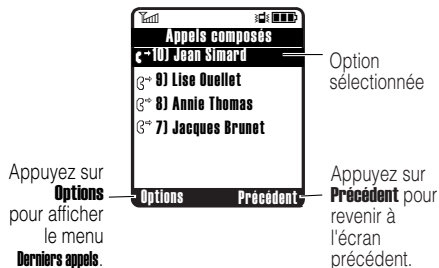 Appels composés
10) Jean Simard
9) Lise Ouellet
8) Annie Thomas
7) Jacques Brunet
Options
Précédent
Option
sélectionnée
Appuyez sur
Options
pour afficher
le menu
Derniers appels.
Appuyez sur
Précédent pour
revenir à
l'écran
précédent.